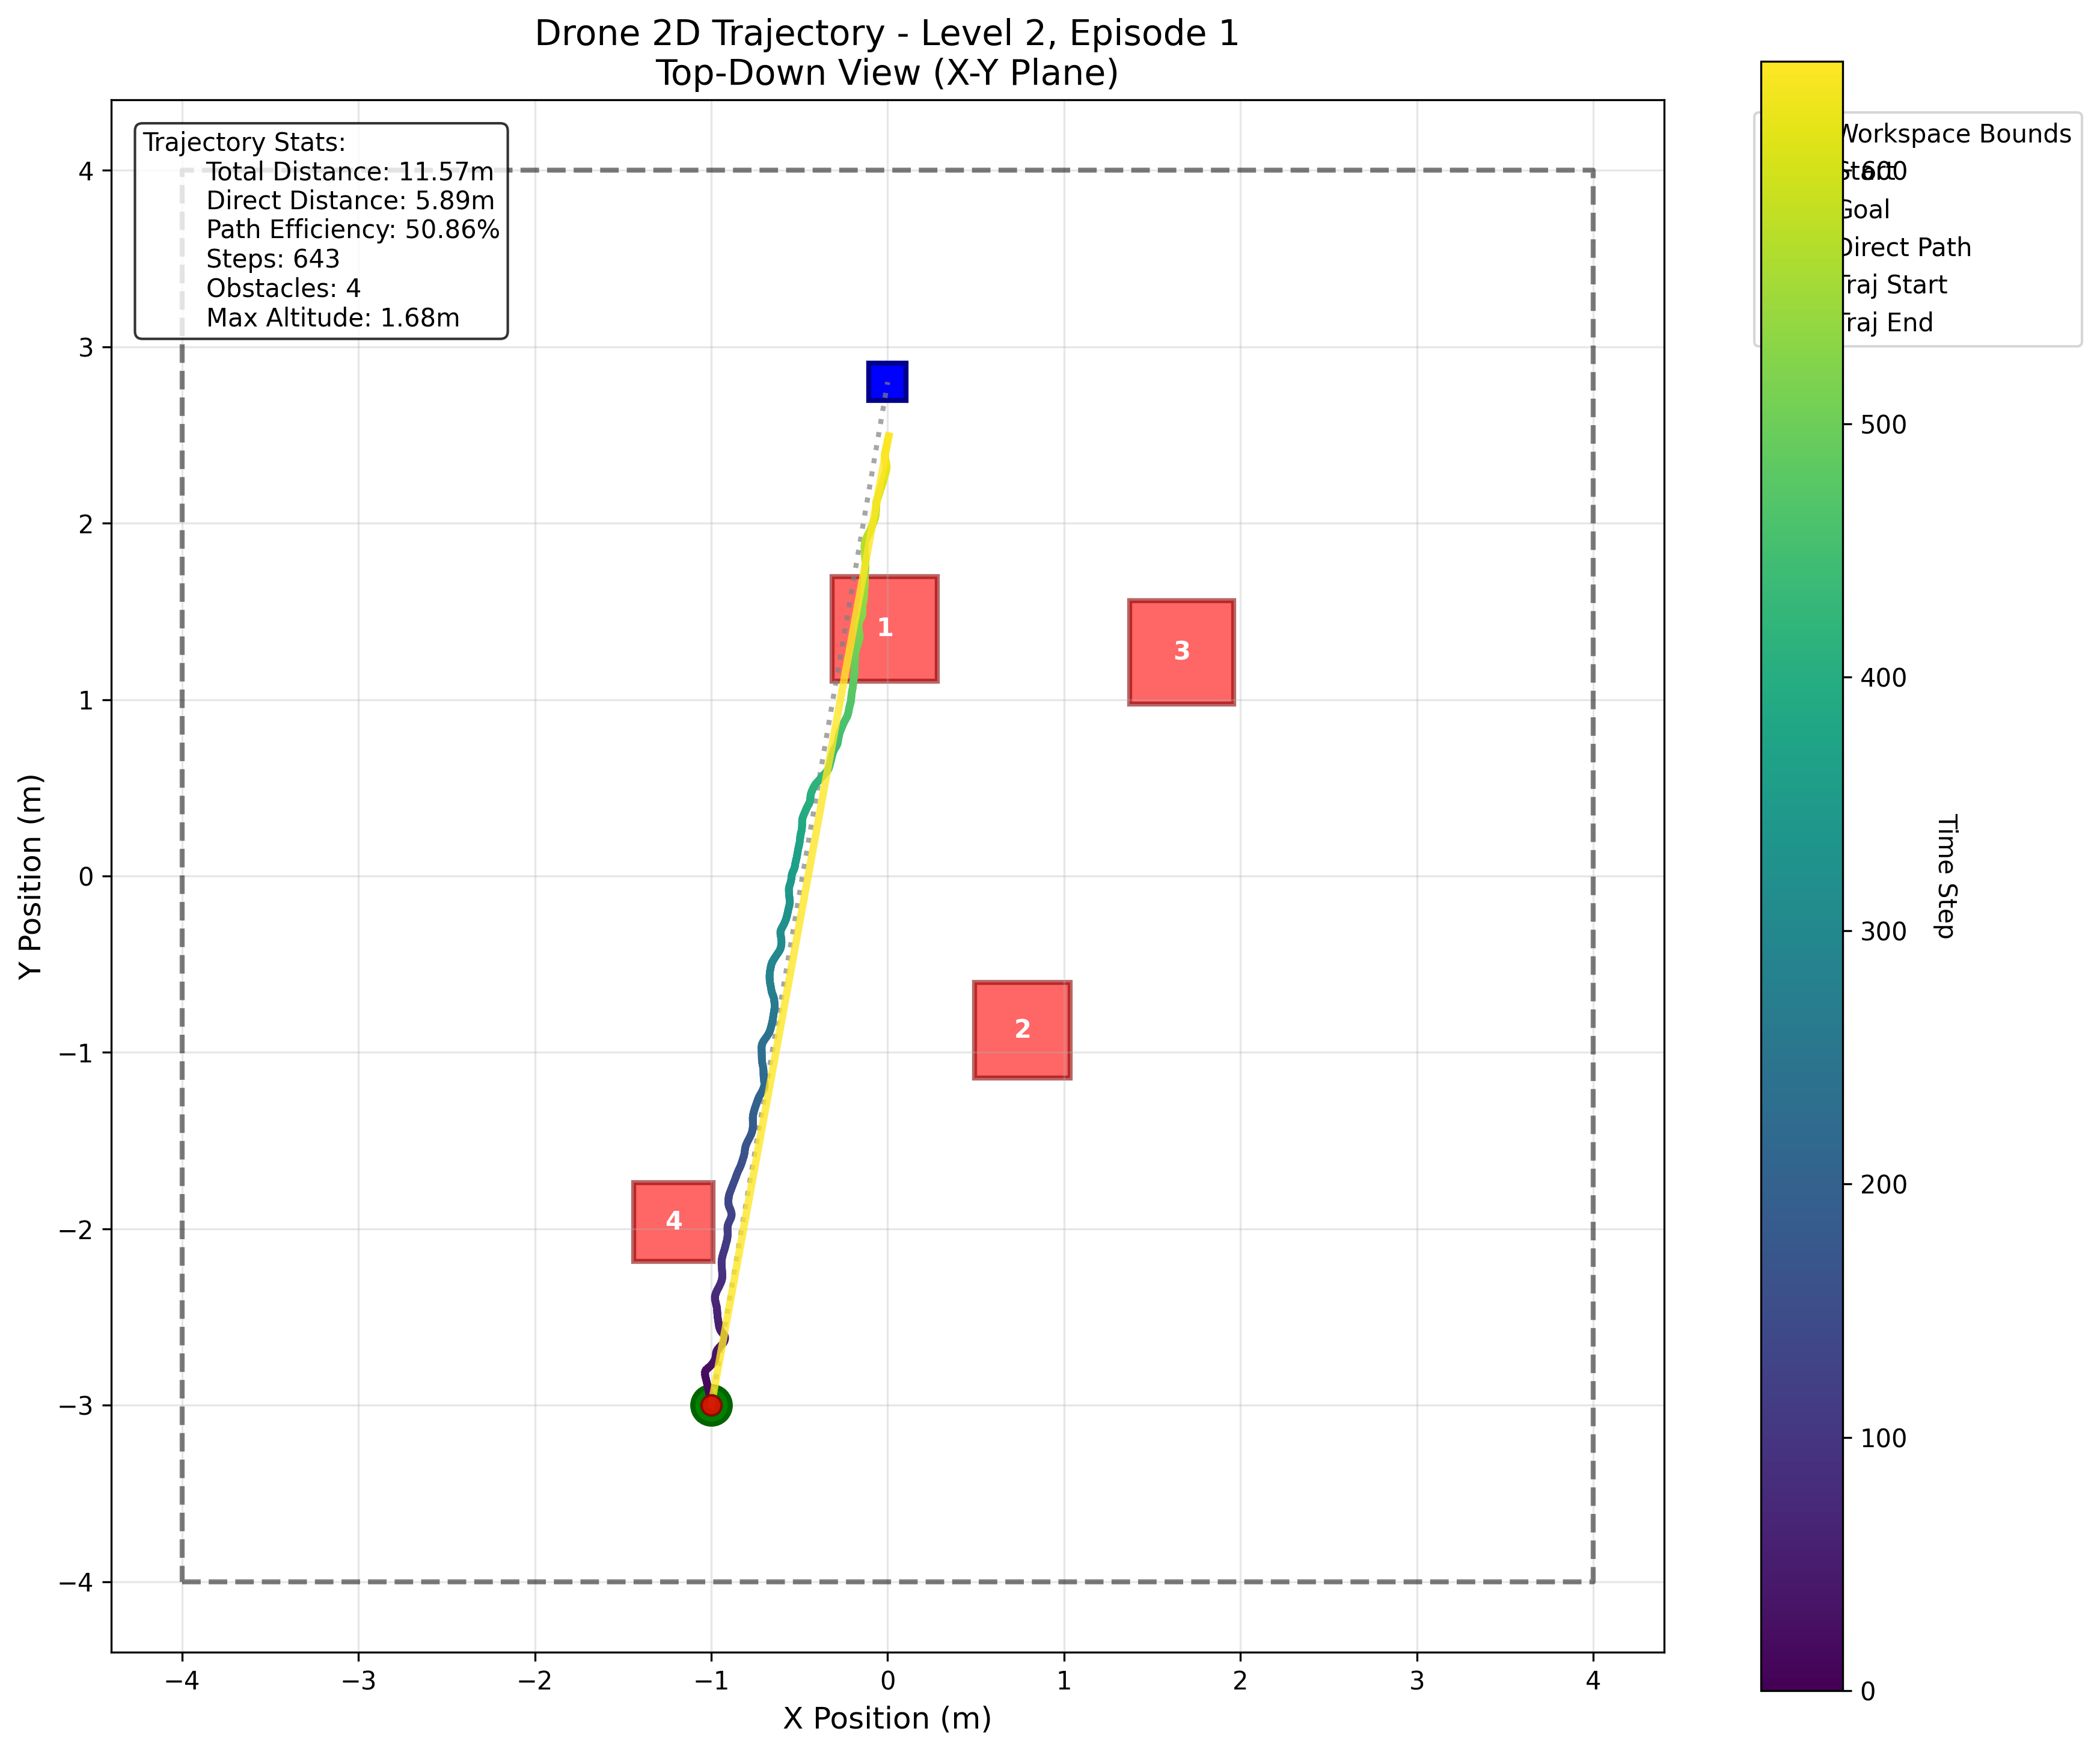 Drone 2D Trajectory - Level 2, Episode 1
Top-Down View (X-Y Plane)
Trajectory Stats:
Total Distance: 11.57m
Direct Distance: 5.89m
Path Efficiency: 50.86%
Steps: 643
Obstacles: 4
Max Altitude: 1.68m
4
3
2
1
0
−1
−2
−3
−4
Y Position (m)
1
3
2
4
−4
−3
−2
−1
0
1
2
3
4
X Position (m)
Workspace Bounds
Start
Goal
Direct Path
Traj Start
Traj End
600
500
400
300
200
100
0
Time Step